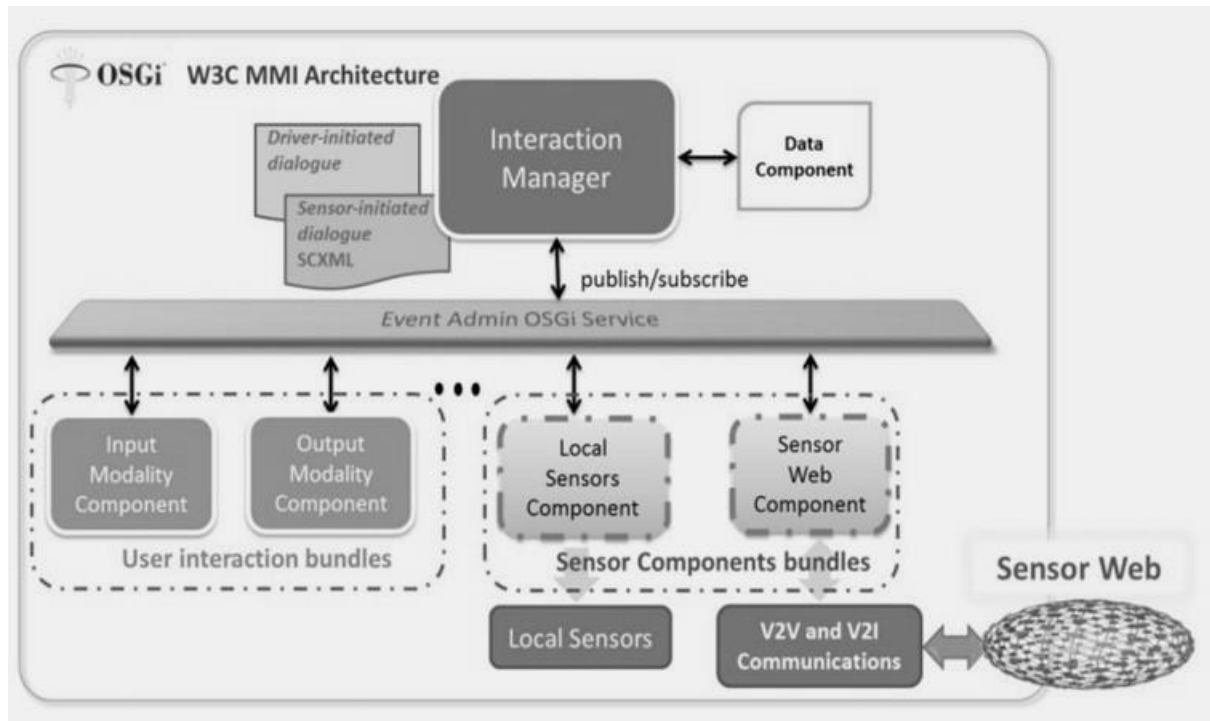 OSGi W3C MMI Architecture
Driver-initiated
dialogue
Sensor-initiated
dialogue
SCXML
Interaction
Manager
Data
Component
publish/subscribe
Event Admin OSGi Service
Input
Modality
Component
Output
Modality
Component
User interaction bundles
Local
Sensors
Component
Sensor
Web
Component
Sensor Components bundles
Local Sensors
V2V and V2I
Communications
Sensor Web